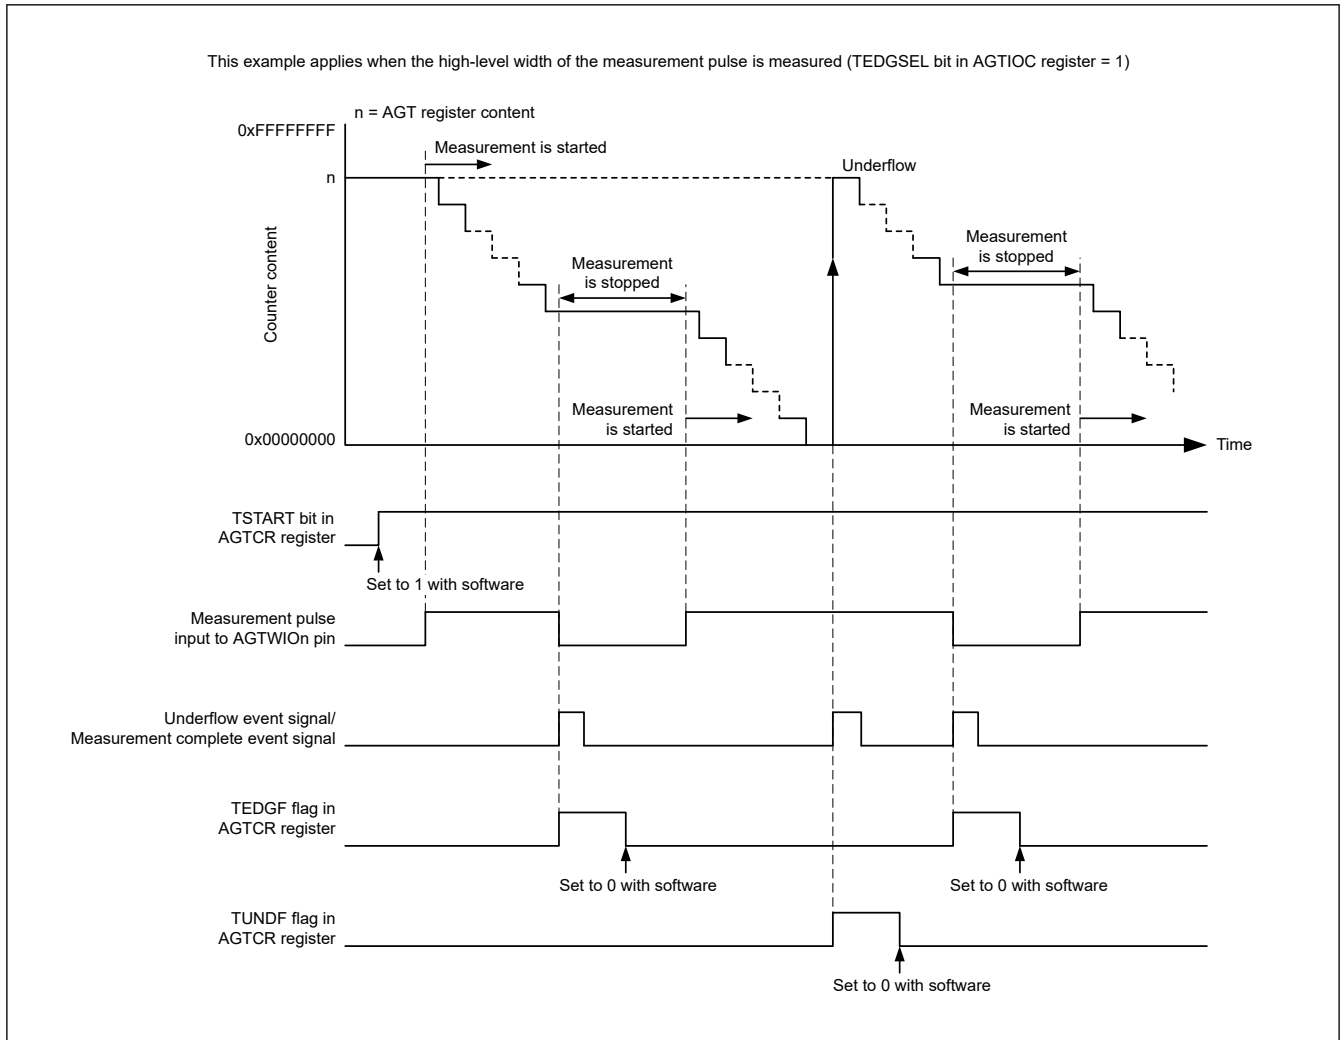 This example applies when the high-level width of the measurement pulse is measured (TEDGSEL bit in AGTIOC register = 1)
n = AGT register content
0xFFFFFFFF
Measurement is started
Underflow
n
Counter content
Measurement
is stopped
Measurement
is stopped
Measurement
is started
Measurement
is started
0x00000000
Time
TSTART bit in
AGTCR register
Set to 1 with software
Measurement pulse
input to AGTWIOn pin
Underflow event signal/
Measurement complete event signal
TEDGF flag in
AGTCR register
Set to 0 with software
Set to 0 with software
TUNDF flag in
AGTCR register
Set to 0 with software